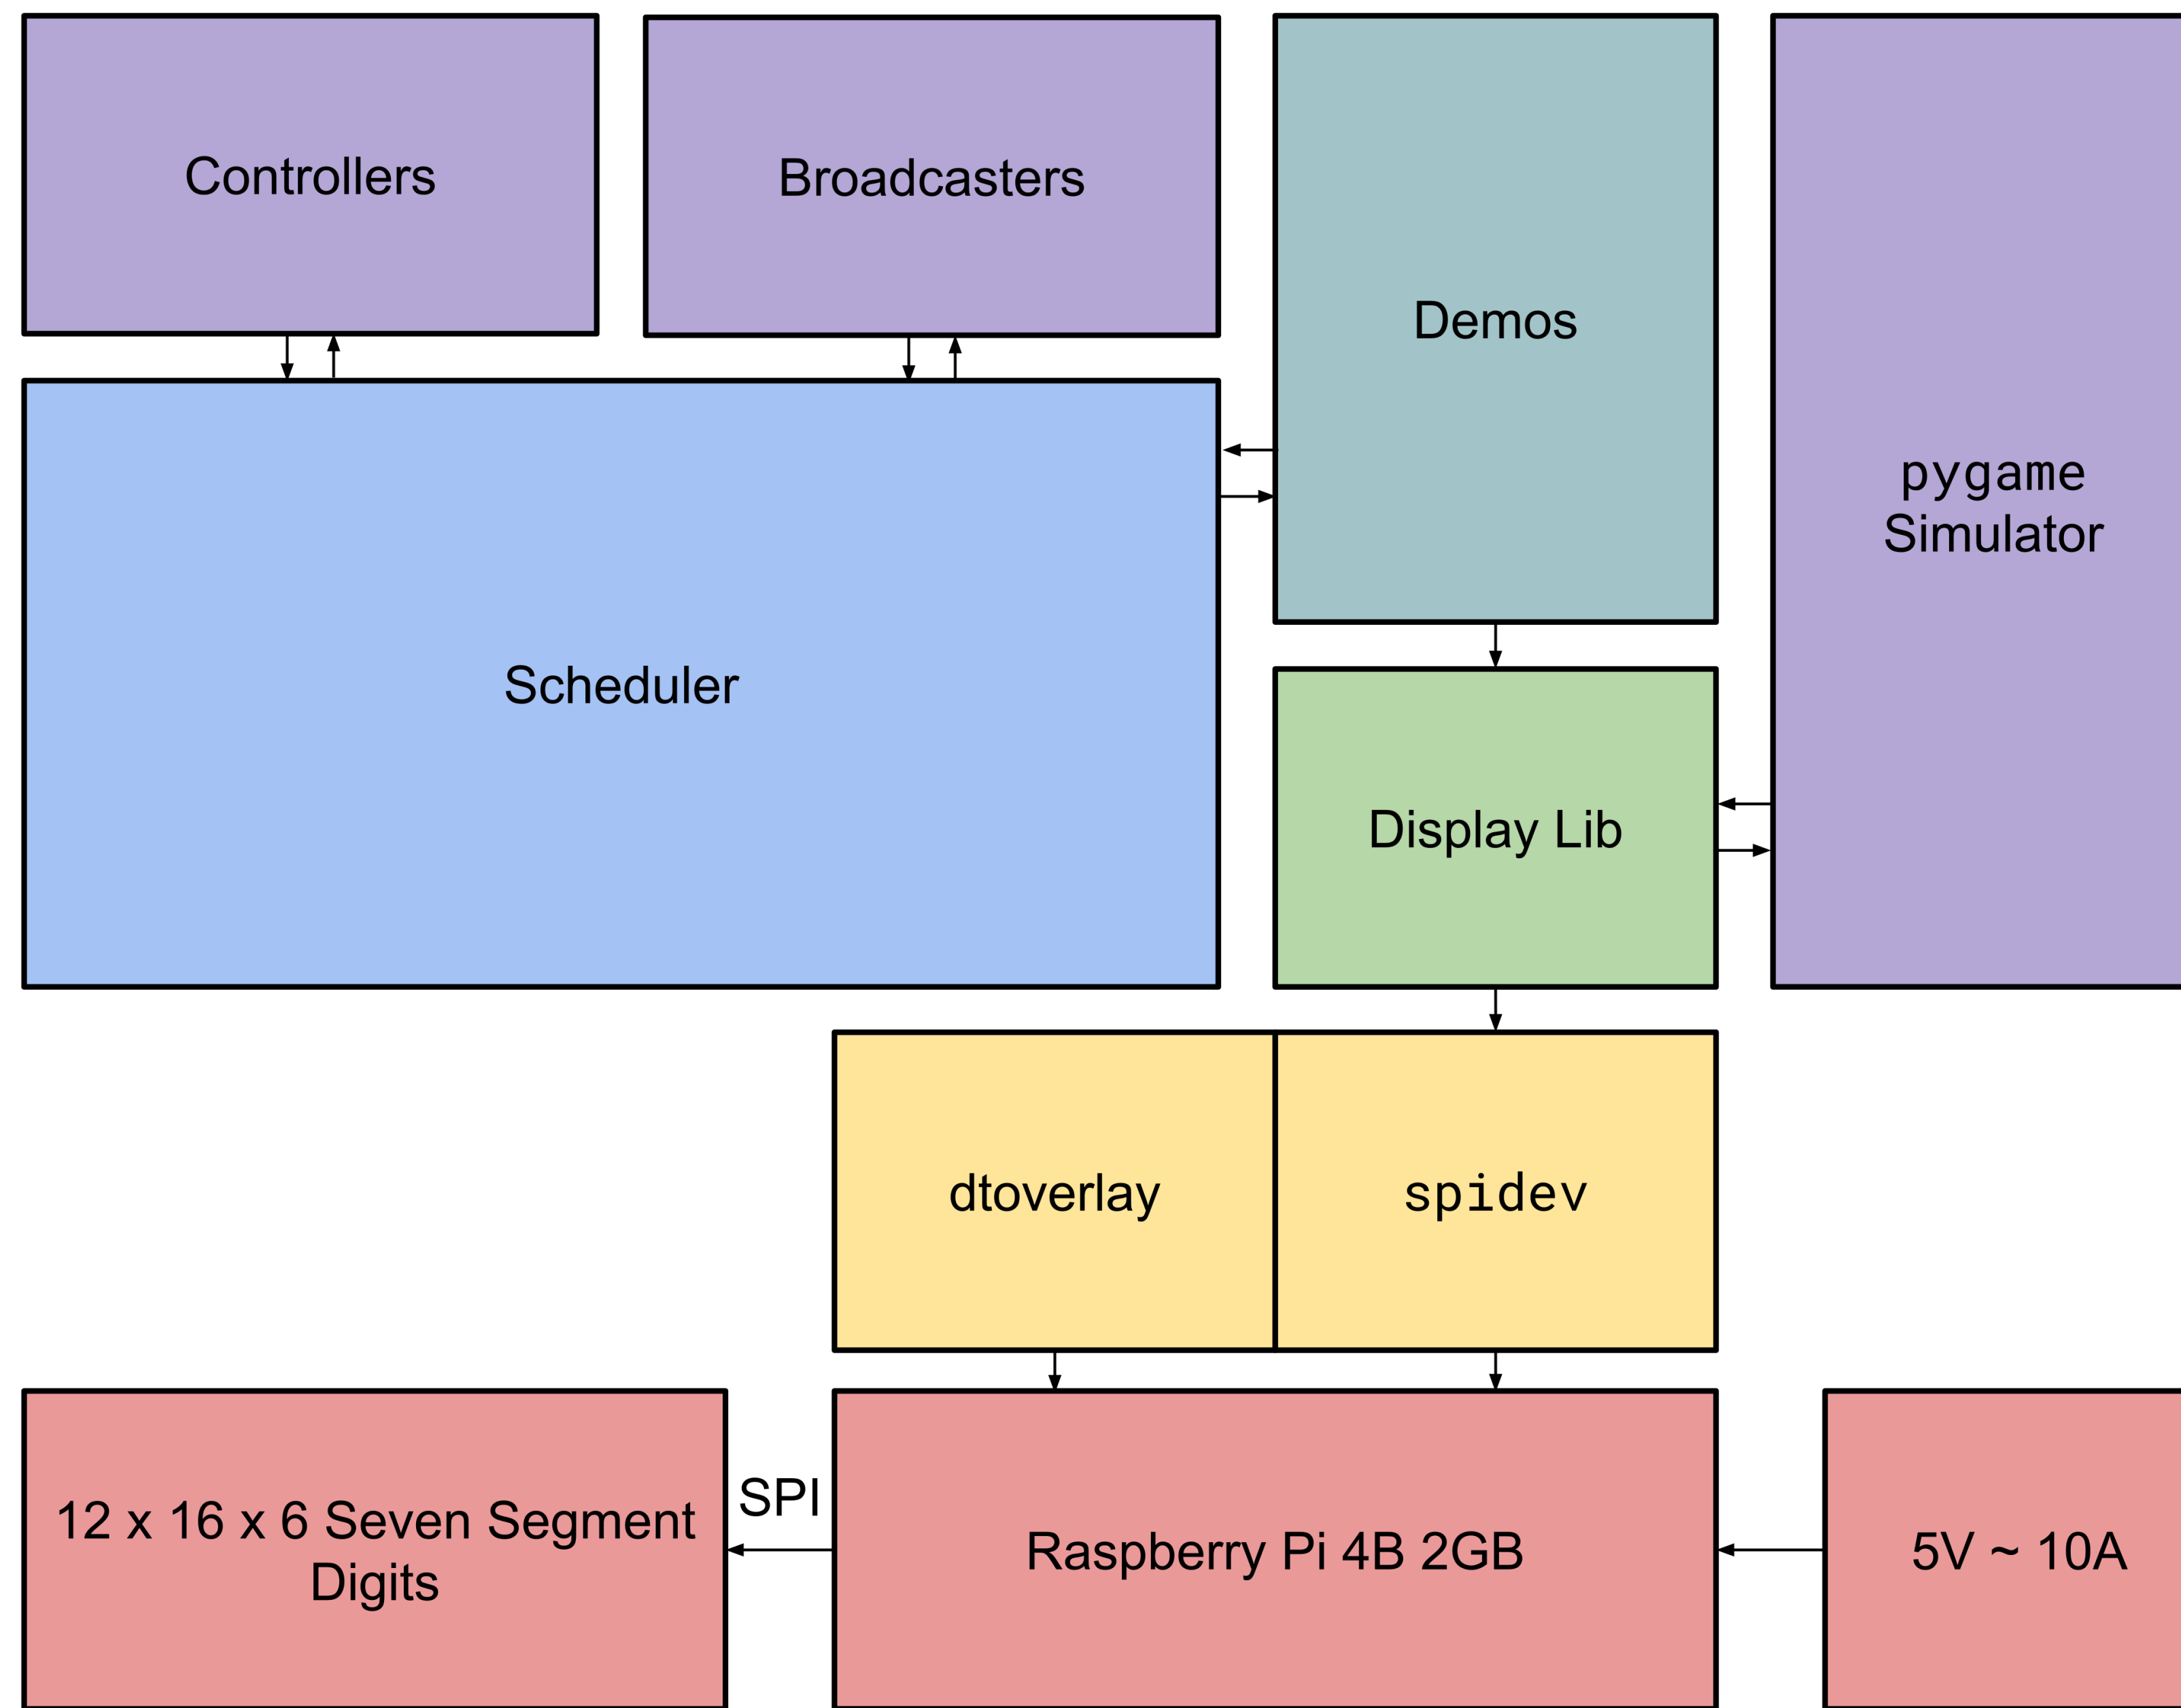 Controllers
Broadcasters
Demos
pygame
Simulator
Scheduler
Display Lib
dtoverlay
spidev
12 x 16 x 6 Seven Segment
Digits
SPI
Raspberry Pi 4B 2GB
5V ~ 10A